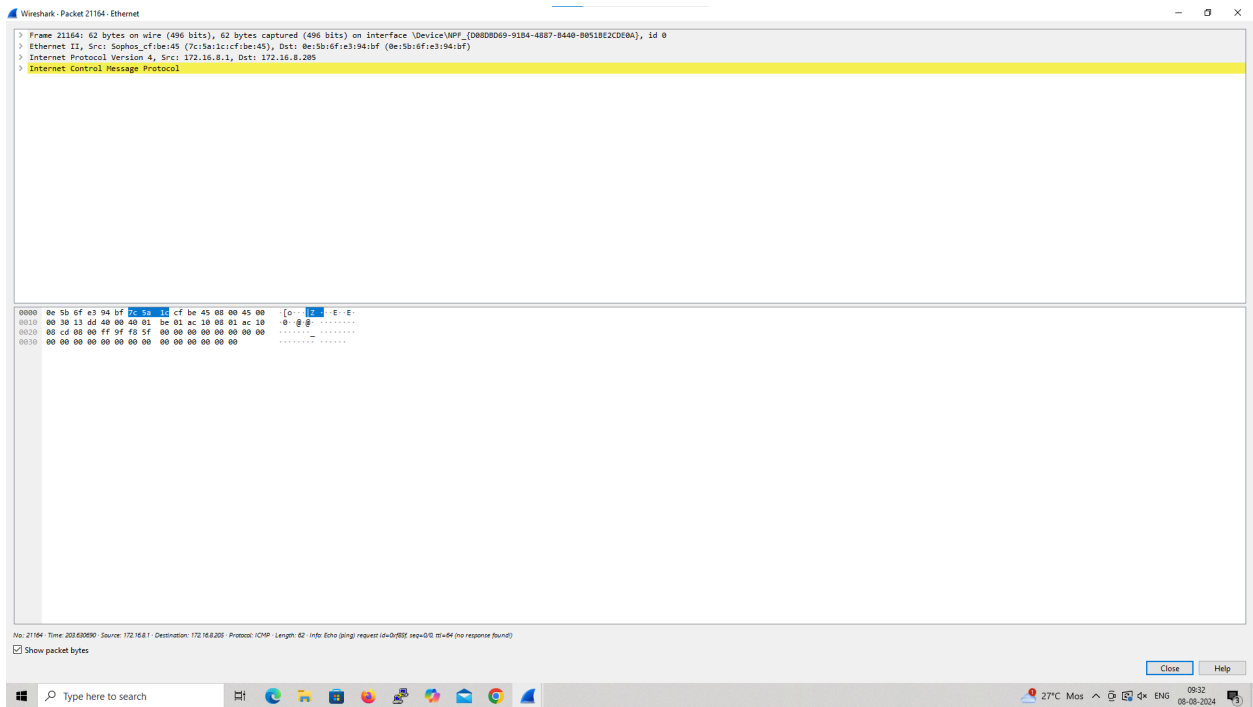 Wireshark · Packet 21164 · Ethernet
Frame 21164: 62 bytes on wire (496 bits), 62 bytes captured (496 bits) on interface \Device\NPF_{D08DBD69-91B4-4887-B440-B051BE2CDE0A}, id 0
Ethernet II, Src: Sophos_cf:be:45 (7c:5a:1c:cf:be:45), Dst: 0e:5b:6f:e3:94:bf (0e:5b:6f:e3:94:bf)
Internet Protocol Version 4, Src: 172.16.8.1, Dst: 172.16.8.205
Internet Control Message Protocol
0000 0e 5b 6f e3 94 bf 7c 5a 1c cf be 45 08 00 45 00 ·[o···|Z ···E··E·
0010 00 30 13 dd 40 00 40 01 be 01 ac 10 08 01 ac 10 ·0··@·@· ········
0020 08 cd 08 00 ff 9f f8 5f 00 00 00 00 00 00 00 00 ·······_ ········
0030 00 00 00 00 00 00 00 00 00 00 00 00 00 00 ········ ······
No.: 21164 · Time: 203.630690 · Source: 172.16.8.1 · Destination: 172.16.8.205 · Protocol: ICMP · Length: 62 · Info: Echo (ping) request id=0xf85f, seq=0/0, ttl=64 (no response found!)
Show packet bytes
Close Help
Type here to search
27°C Mos ENG 09:32
08-08-2024 3